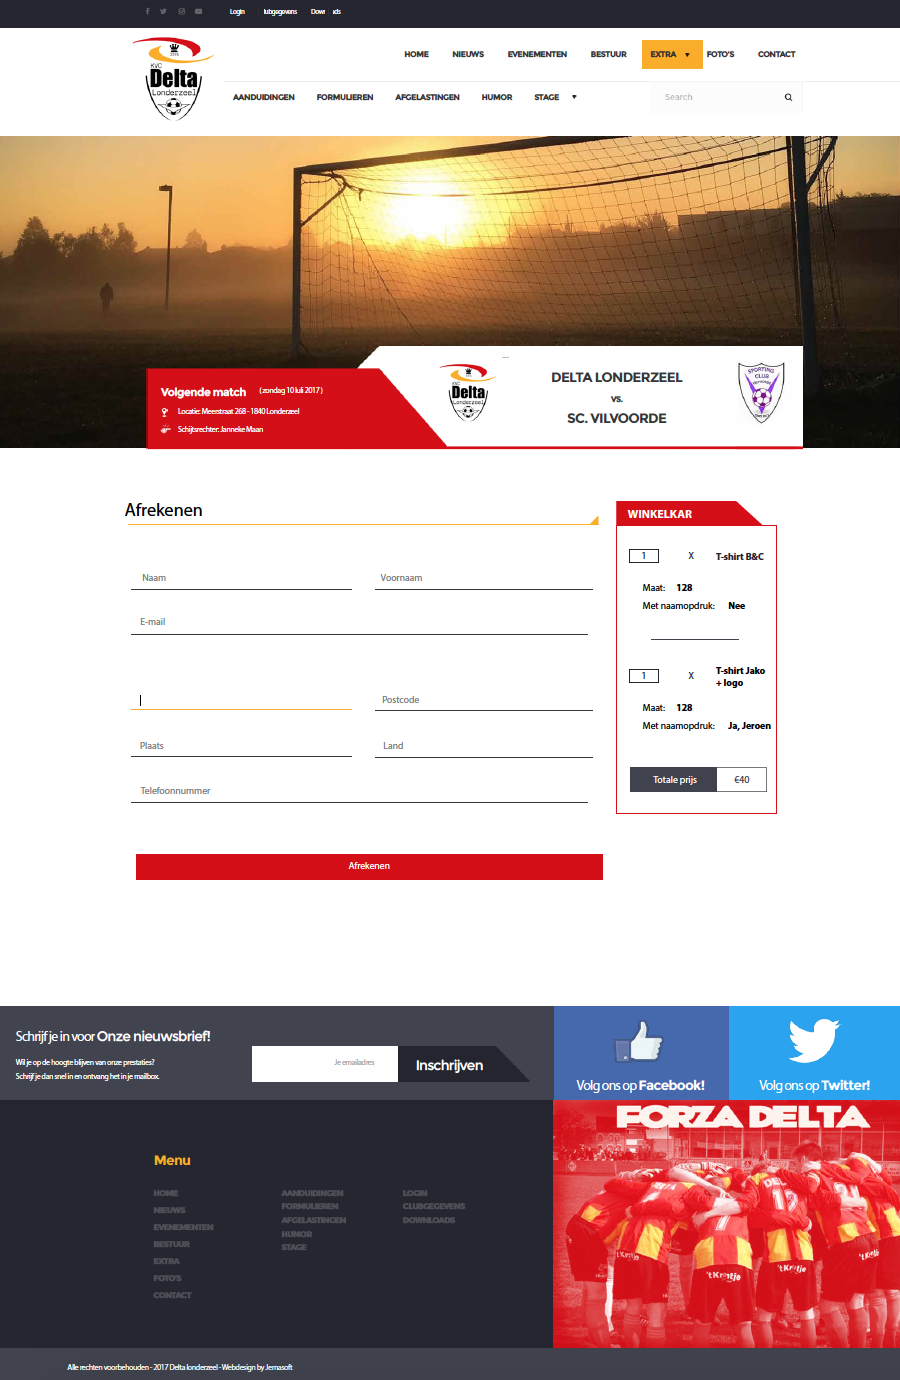 Login lubgegevens Dow ads
HOME NIEUWS EVENEMENTEN BESTUUR EXTRA FOTO'S CONTACT
KVC
Delta
Londerzeel
AANDUIDINGEN FORMULIEREN AFGELASTINGEN HUMOR STAGE Search
Volgende match (zondag 10 Juli 2017)
Locatie: Meerstraat 268 - 1840 Londerzeel
Schijtsrechter: Janneke Maan
KVC
Delta
Londerzeel
DELTA LONDERZEEL
vs.
SC. VILVOORDE
SPORTING
CLUB
VILVOORDE
Afrekenen
WINKELKAR
1 X T-shirt B&C
Maat: 128
Met naamopdruk: Nee
1 X T-shirt Jako
+ logo
Maat: 128
Met naamopdruk: Ja, Jeroen
Totale prijs €40
Naam Voornaam
E-mail
Postcode
Plaats Land
Telefoonnummer
Afrekenen
Schrijf je in voor Onze nieuwsbrief!
Wil je op de hoogte blijven van onze prestaties?
Schrijf je dan snel in en ontvang het in je mailbox.
Je emailadres Inschrijven
Volg ons op Facebook!
Volg ons op Twitter!
FORZA DELTA
't Krintje
't Krintje
't Krintje
Menu
HOME
NIEUWS
EVENEMENTEN
BESTUUR
EXTRA
FOTO'S
CONTACT
AANDUIDINGEN
FORMULIEREN
AFGELASTINGEN
HUMOR
STAGE
LOGIN
CLUBGEGEVENS
DOWNLOADS
Alle rechten voorbehouden - 2017 Delta londerzeel - Webdesign by Jemasoft